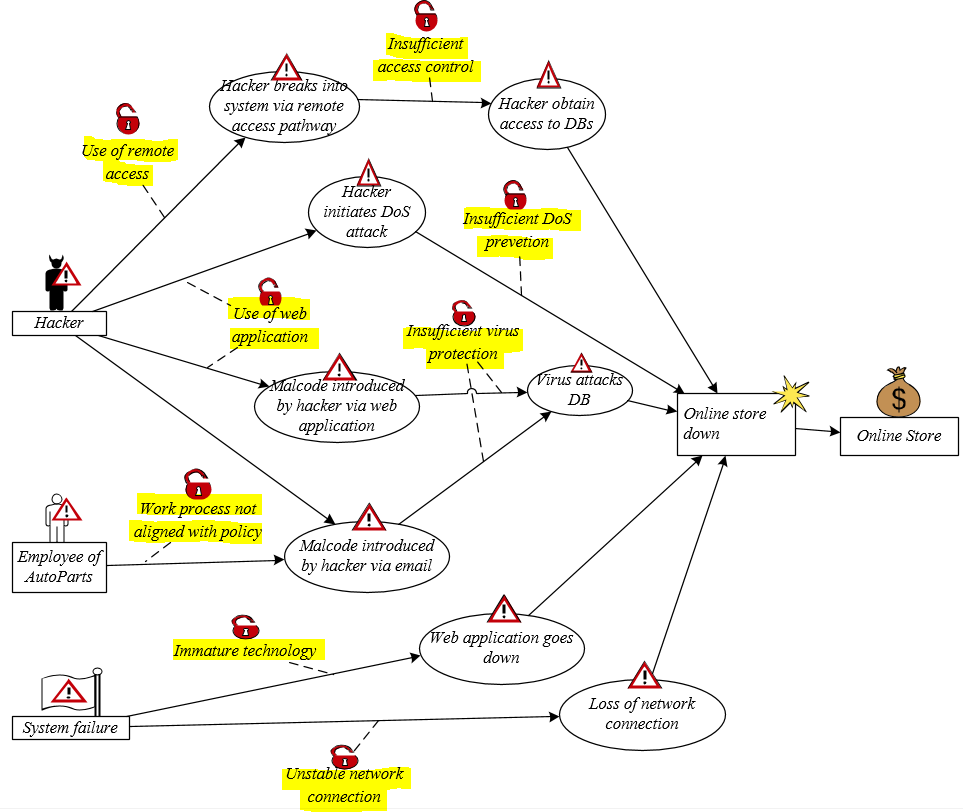 Insufficient
access control
Hacker breaks into
system via remote
access pathway
Hacker obtain
access to DBs
Use of remote
access
Hacker
initiates DoS
attack
Insufficient DoS
prevetion
Hacker
Use of web
application
Insufficient virus
protection
Malcode introduced
by hacker via web
application
Virus attacks
DB
Online store
down
$
Online Store
Work process not
aligned with policy
Employee of
AutoParts
Malcode introduced
by hacker via email
Immature technology
Web application goes
down
System failure
Loss of network
connection
Unstable network
connection